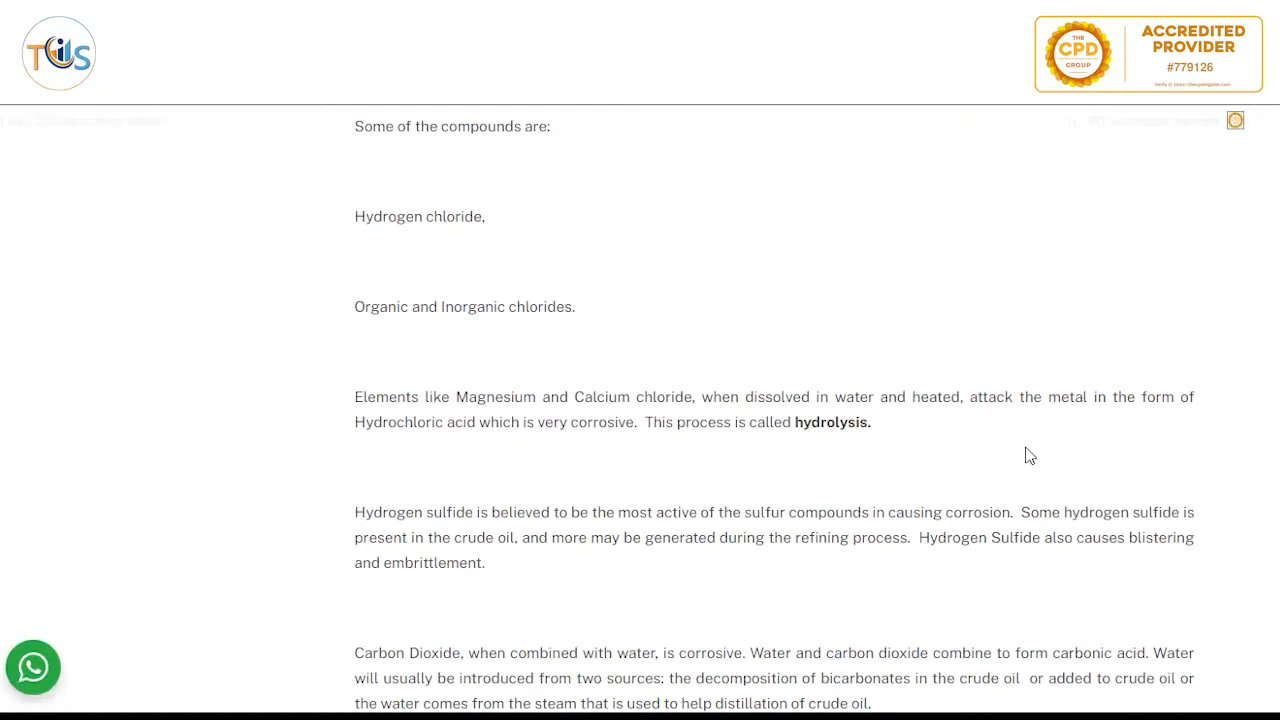 TCILS
THE
CPD
GROUP
ACCREDITED
PROVIDER
#779126
Some of the compounds are:
Hydrogen chloride,
Organic and Inorganic chlorides.
Elements like Magnesium and Calcium chloride, when dissolved in water and heated, attack the metal in the form of
Hydrochloric acid which is very corrosive. This process is called hydrolysis.
Hydrogen sulfide is believed to be the most active of the sulfur compounds in causing corrosion. Some hydrogen sulfide is
present in the crude oil, and more may be generated during the refining process. Hydrogen Sulfide also causes blistering
and embrittlement.
Carbon Dioxide, when combined with water, is corrosive. Water and carbon dioxide combine to form carbonic acid. Water
will usually be introduced from two sources: the decomposition of bicarbonates in the crude oil or added to crude oil or
the water comes from the steam that is used to help distillation of crude oil.